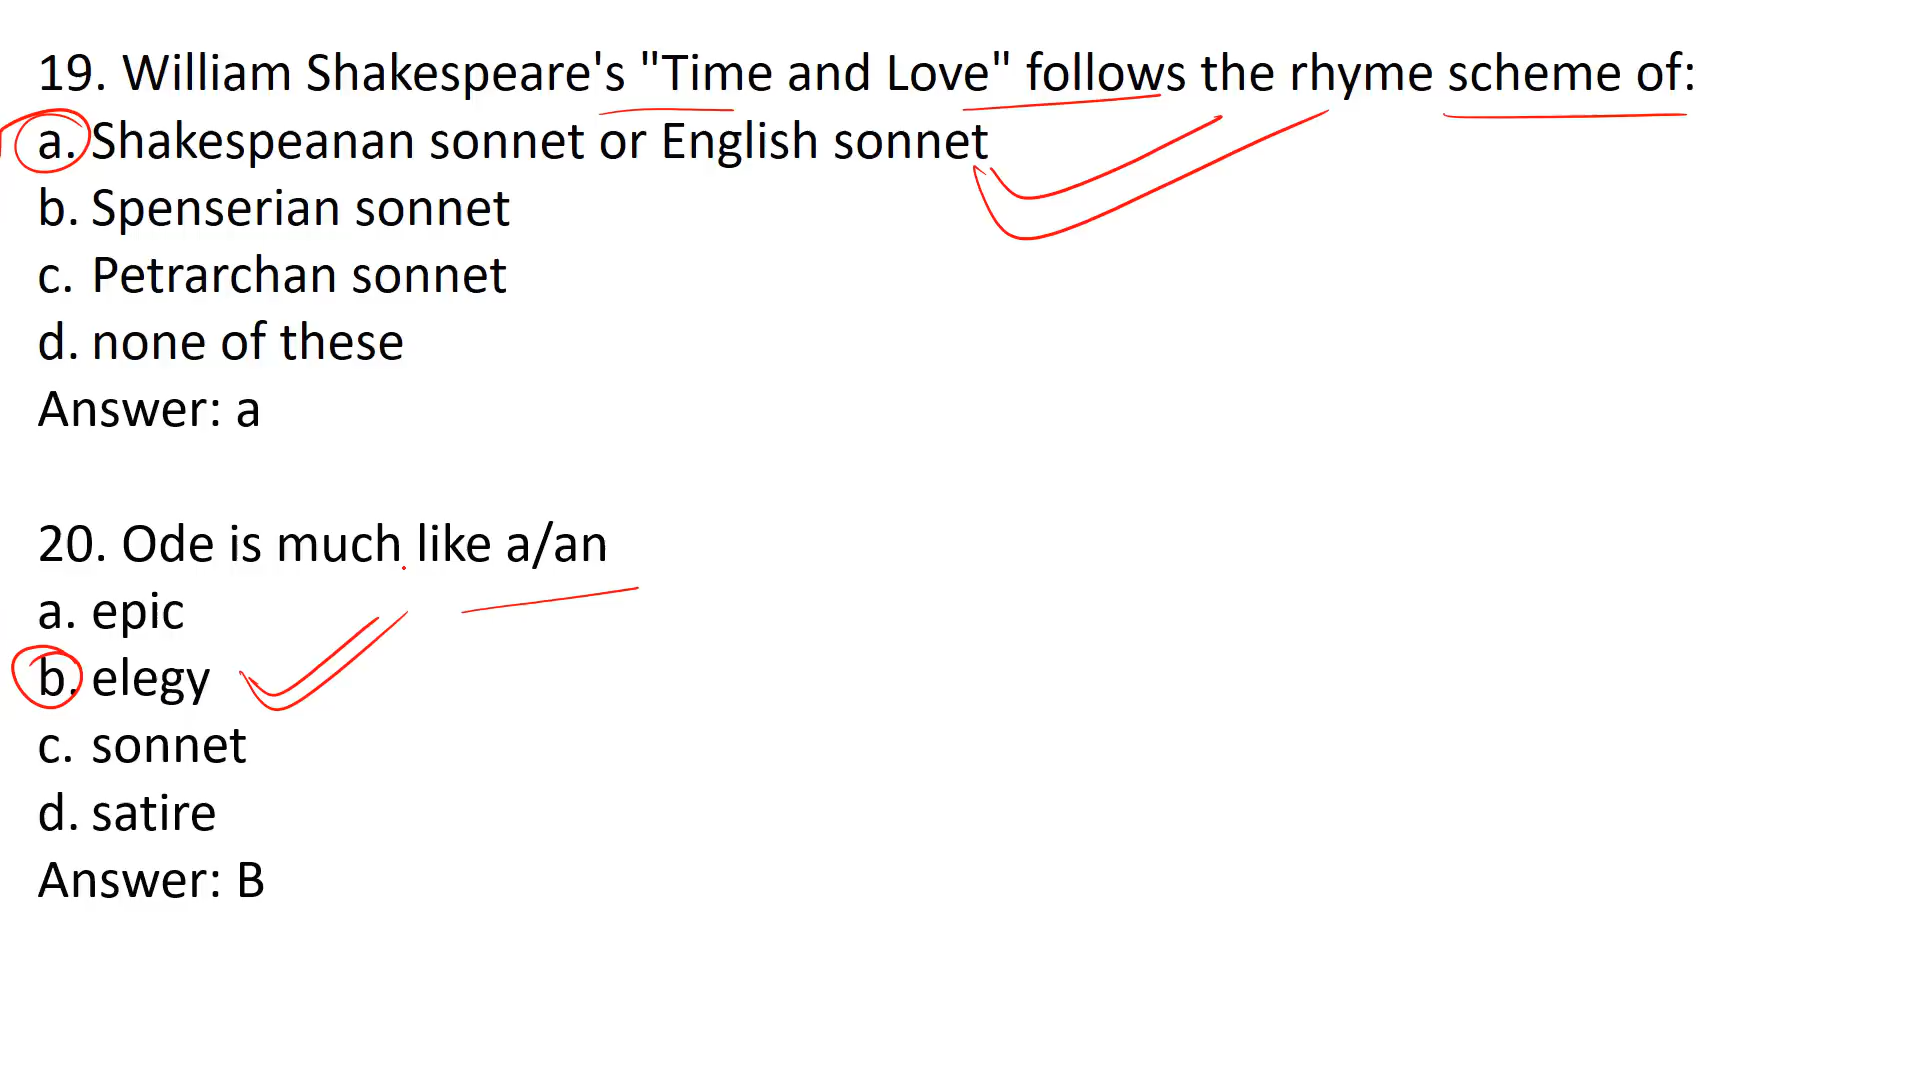 19. William Shakespeare's "Time and Love" follows the rhyme scheme of:
a. Shakespeanan sonnet or English sonnet
b. Spenserian sonnet
c. Petrarchan sonnet
d. none of these
Answer: a
20. Ode is much like a/an
a. epic
b. elegy
c. sonnet
d. satire
Answer: B